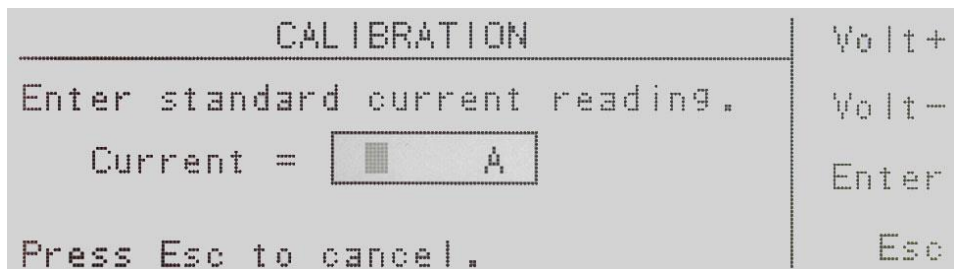 CALIBRATION
Enter standard current reading.
Current = A
Press Esc to cancel.
Volt+
Volt-
Enter
Esc